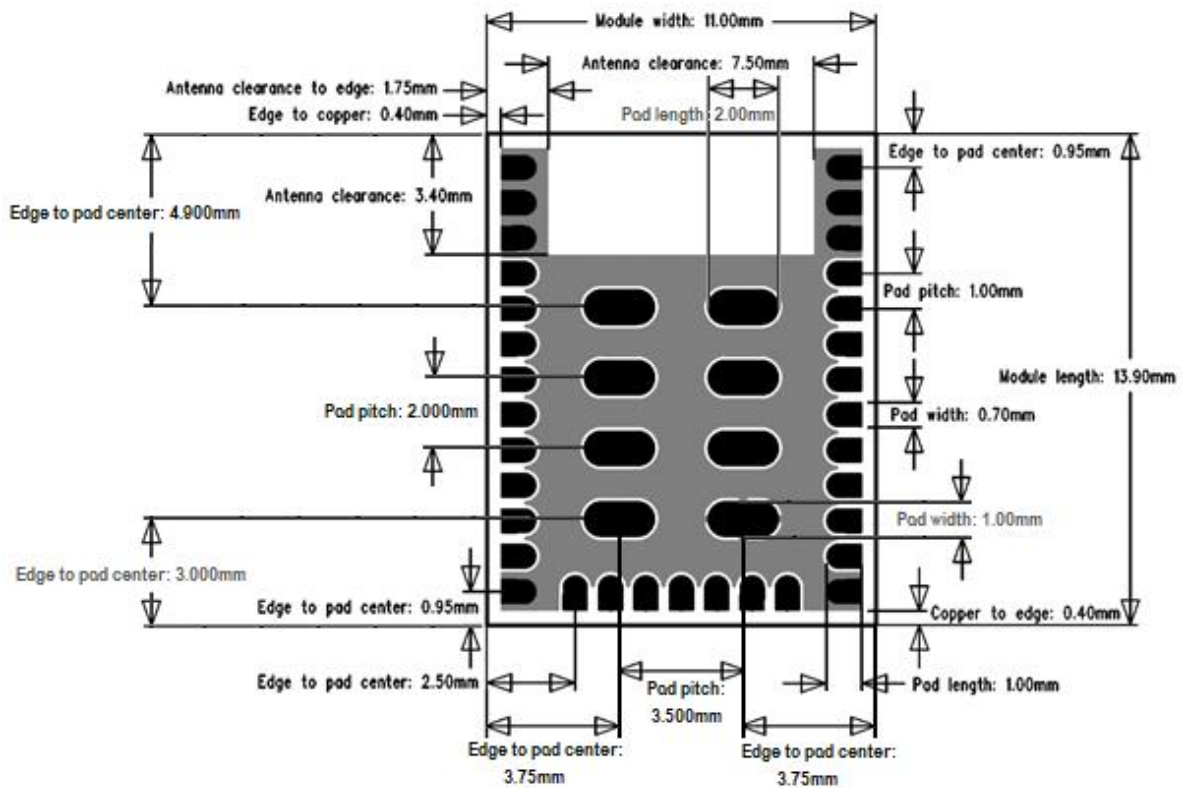 Module width: 11.00mm
Antenna clearance: 7.50mm
Antenna clearance to edge: 1.75mm
Edge to copper: 0.40mm
Pad length: 2.00mm
Edge to pad center: 0.95mm
Antenna clearance: 3.40mm
Edge to pad center: 4.900mm
Pad pitch: 1.00mm
Module length: 13.90mm
Pad pitch: 2.000mm
Pad width: 0.70mm
Pad width: 1.00mm
Edge to pad center: 3.000mm
Edge to pad center: 0.95mm
Copper to edge: 0.40mm
Edge to pad center: 2.50mm
Pad pitch:
3.500mm
Pad length: 1.00mm
Edge to pad center:
3.75mm
Edge to pad center:
3.75mm